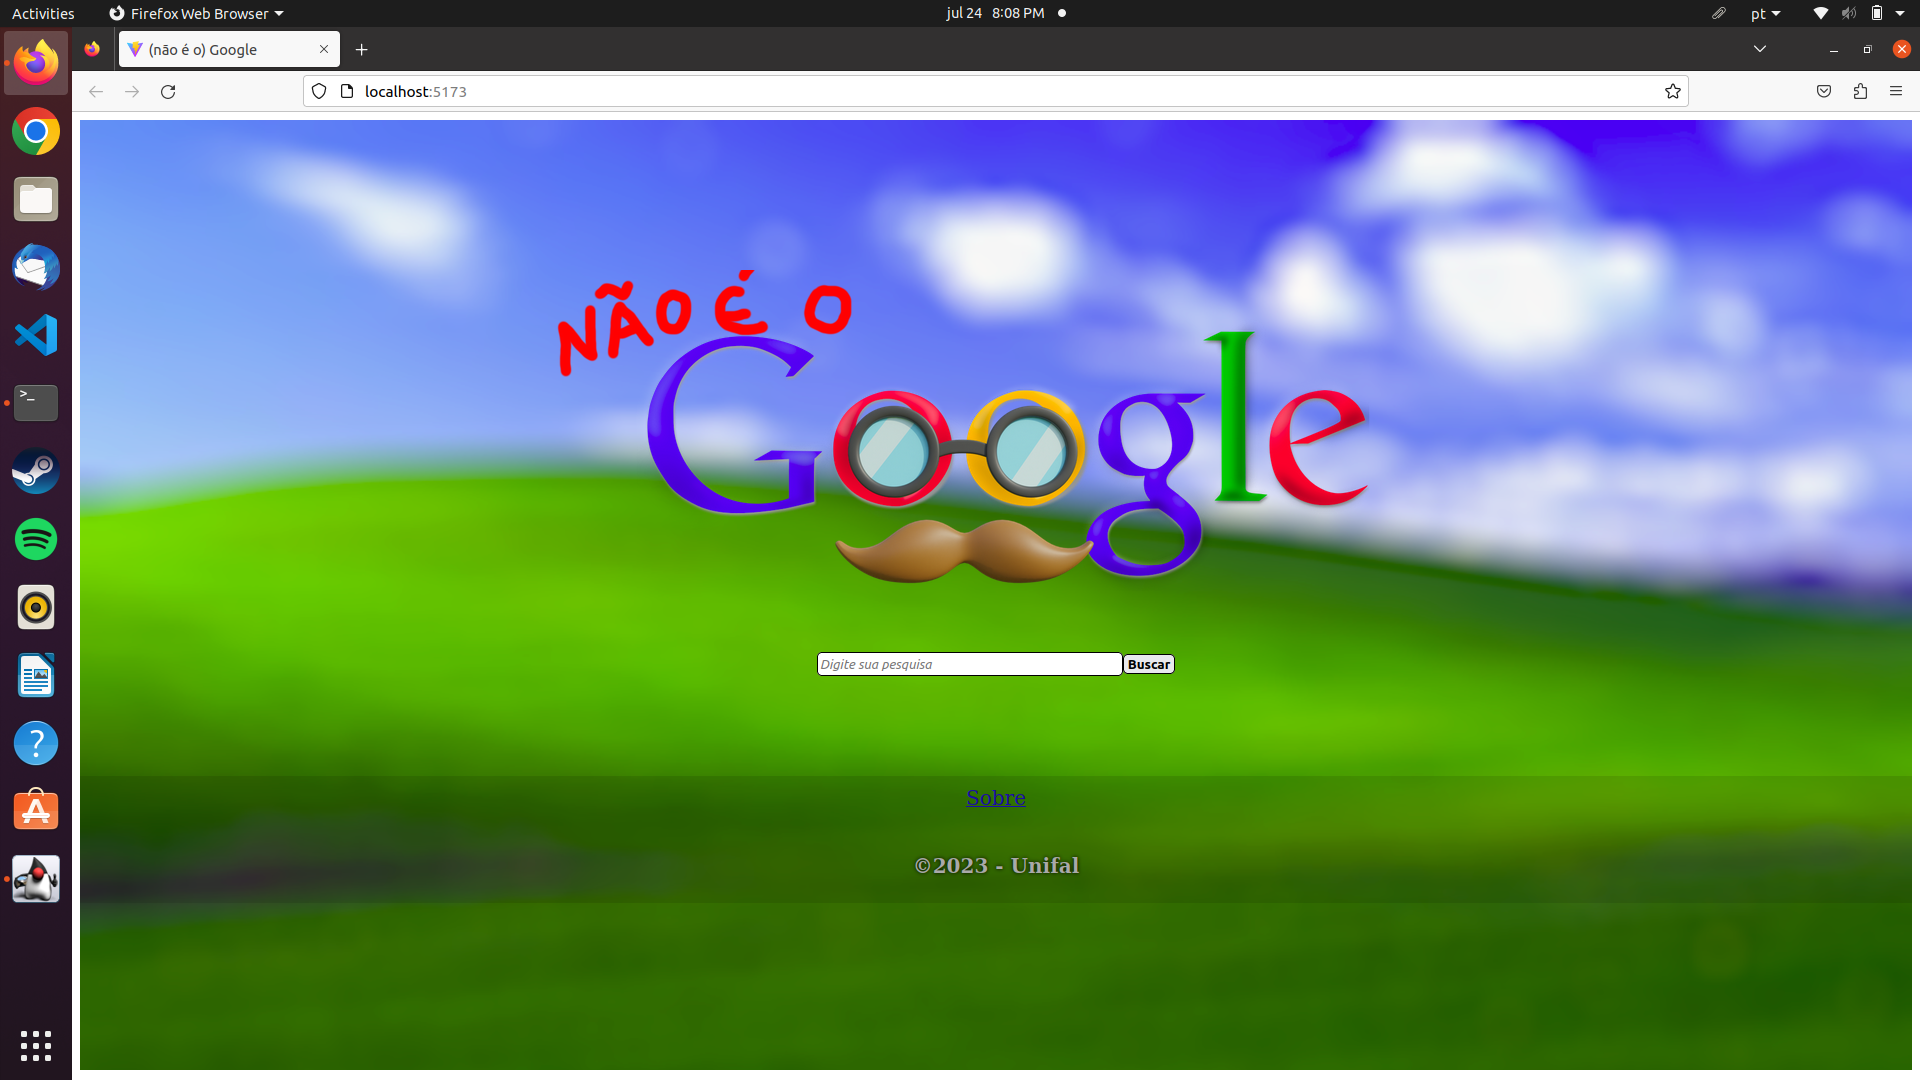 Activities
Firefox Web Browser
jul 24 8:08 PM
pt
(não é o) Google
localhost:5173
NÃO É O
Google
Digite sua pesquisa
Buscar
Sobre
©2023 - Unifal